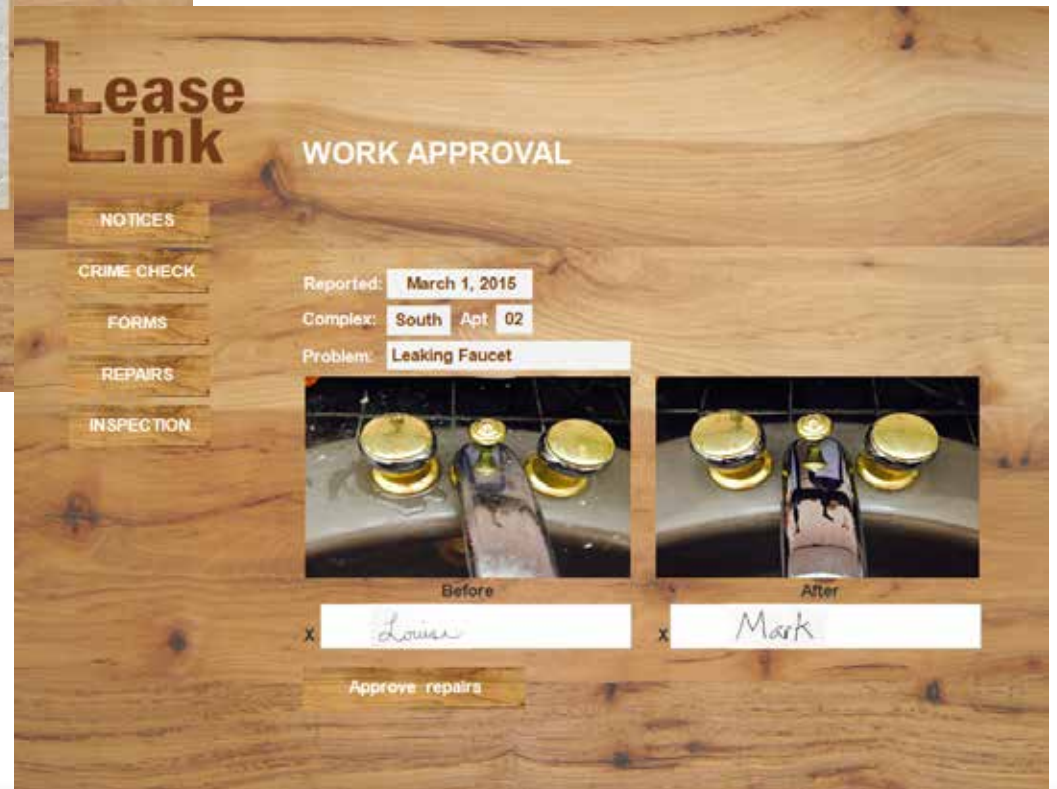 Lease
Link
WORK APPROVAL
NOTICES
CRIME CHECK
FORMS
REPAIRS
INSPECTION
Reported: March 1, 2015
Complex: South Apt 02
Problem: Leaking Faucet
Before After
x Louisa x Mark
Approve repairs